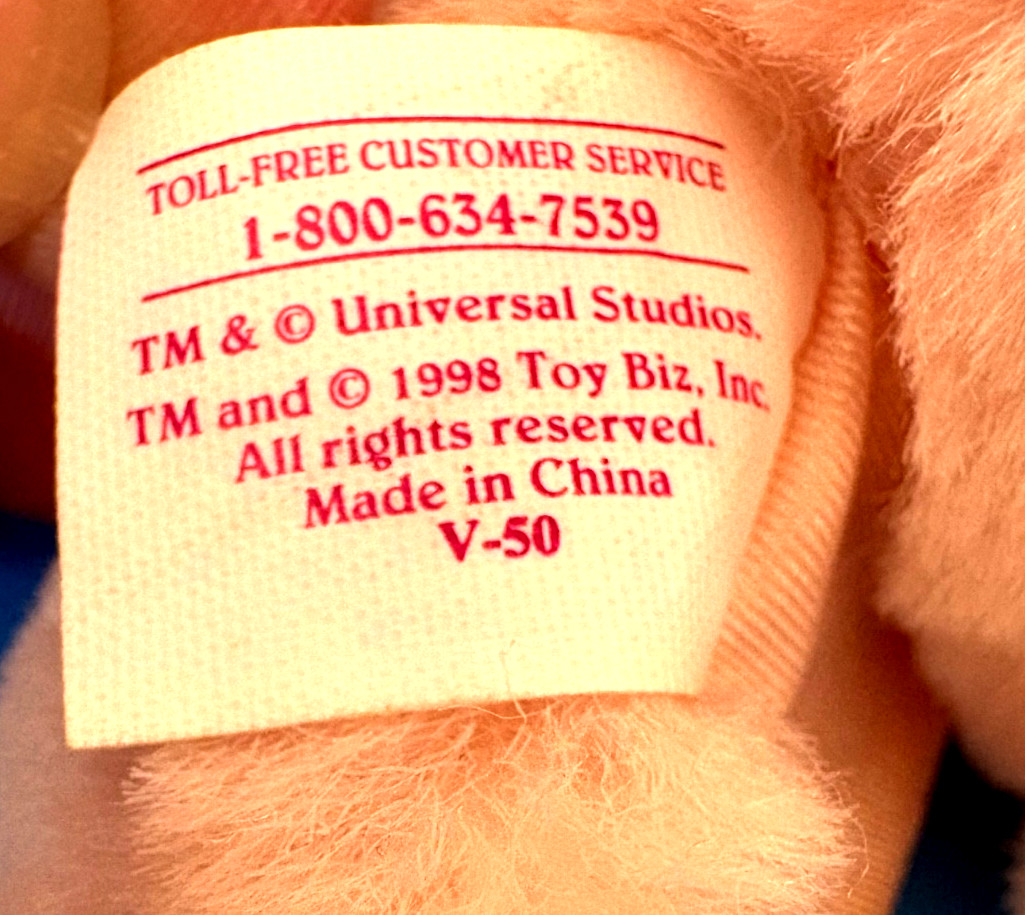 TOLL-FREE CUSTOMER SERVICE
1-800-634-7539
TM & © Universal Studios.
TM and © 1998 Toy Biz, Inc.
All rights reserved.
Made in China
V-50